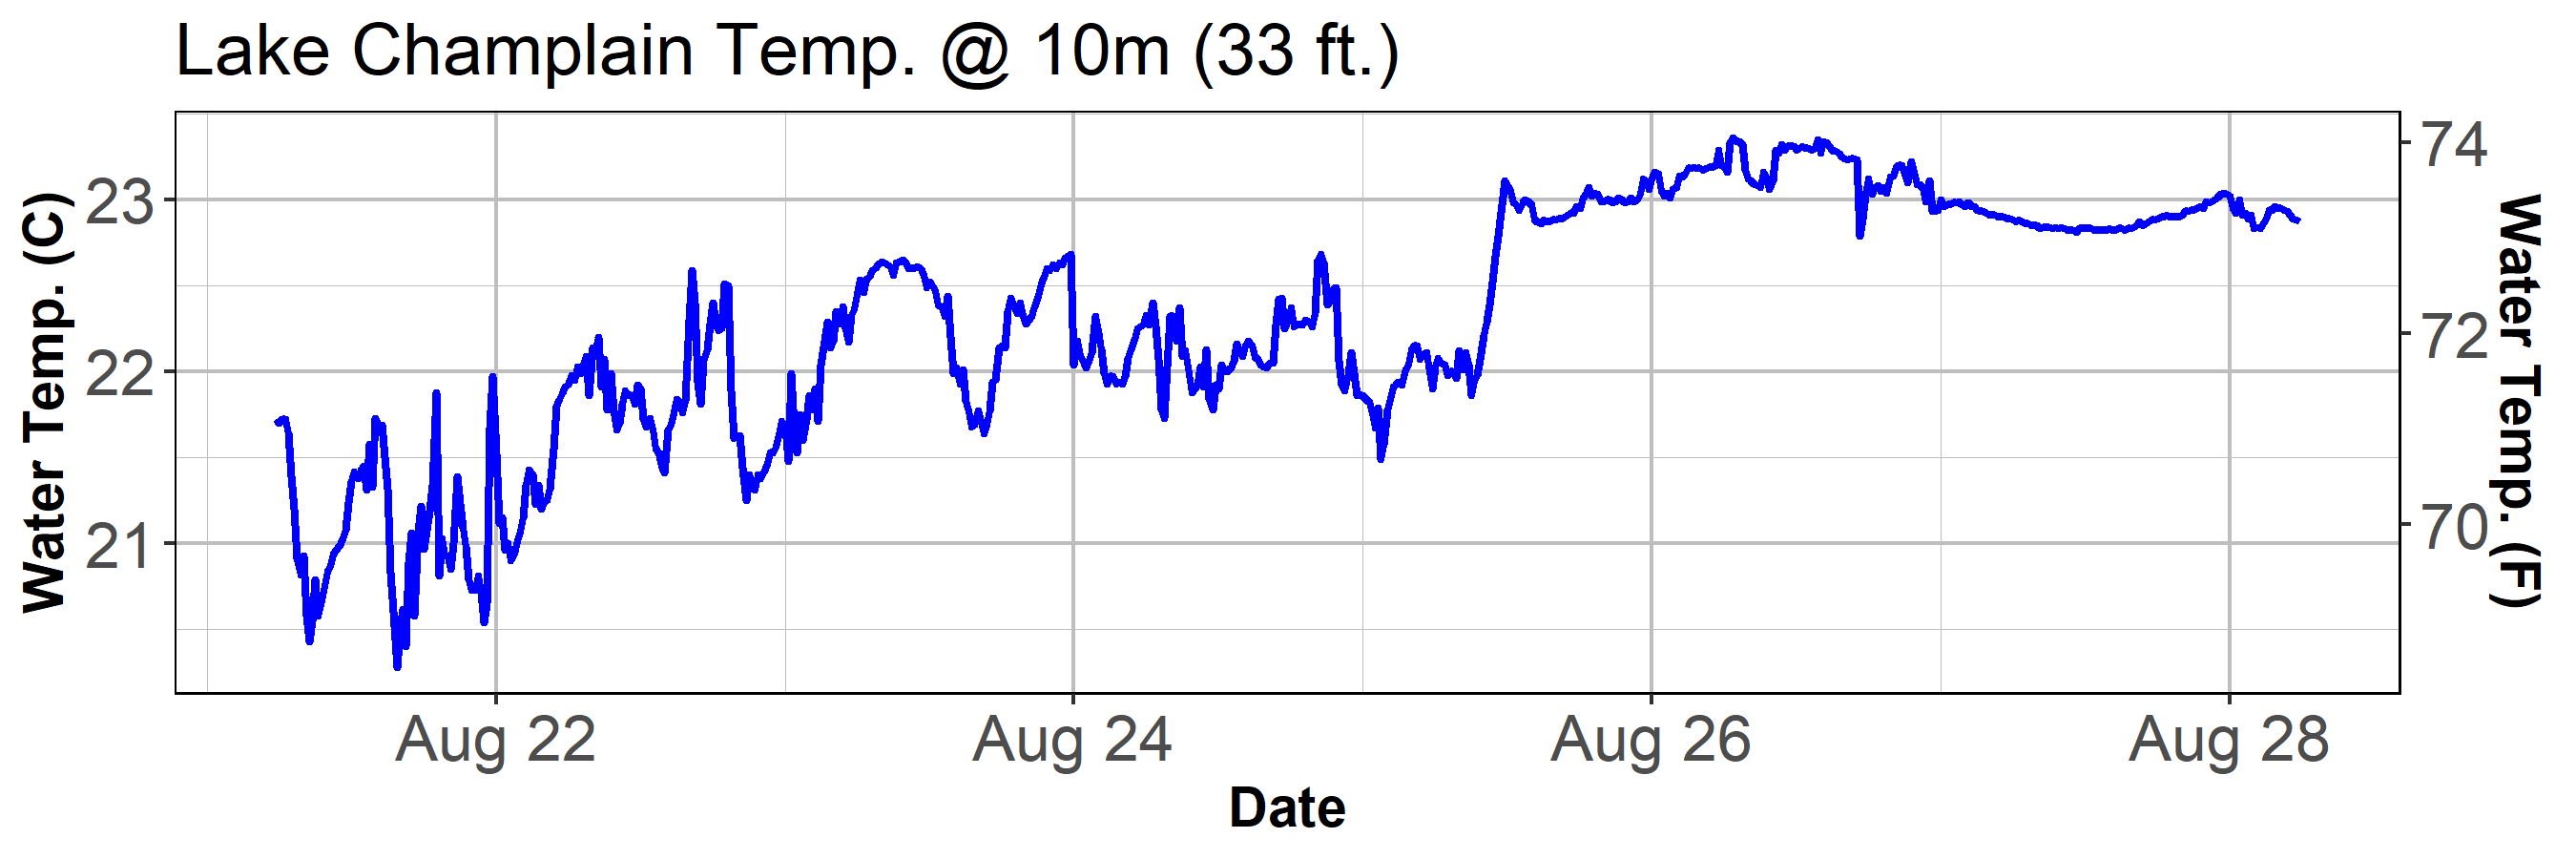 Lake Champlain Temp. @ 10m (33 ft.)
Water Temp. (C)
23
22
21
74
72
70
Water Temp. (F)
Aug 22
Aug 24
Aug 26
Aug 28
Date